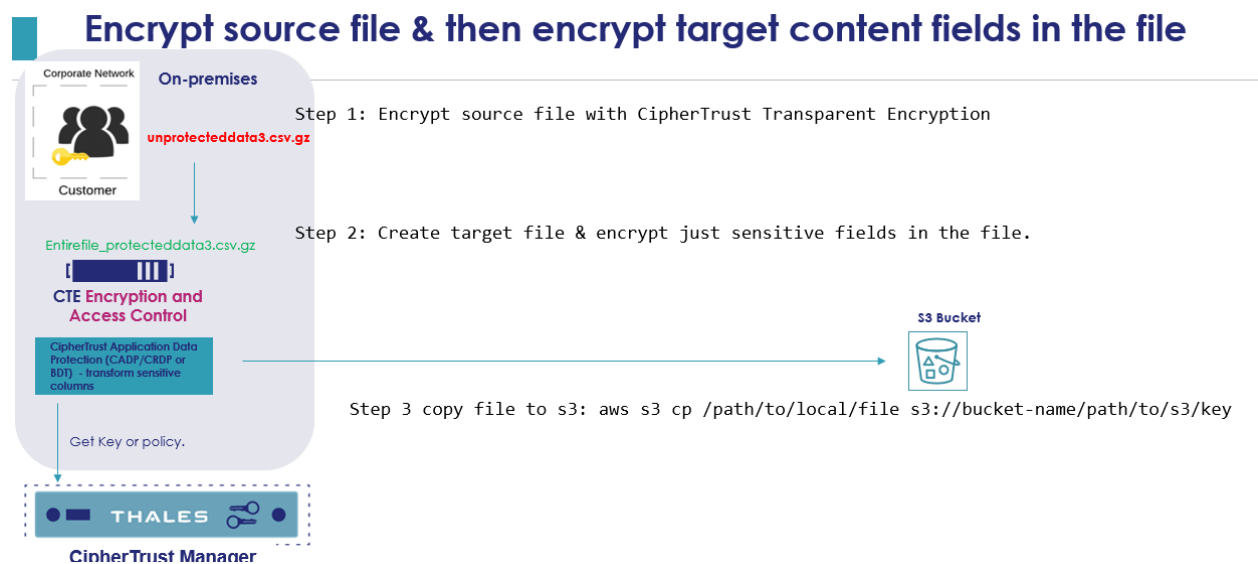 Encrypt source file & then encrypt target content fields in the file
Corporate Network
On-premises
Step 1: Encrypt source file with CipherTrust Transparent Encryption
unprotecteddata3.csv.gz
Customer
Step 2: Create target file & encrypt just sensitive fields in the file.
Entirefile_protecteddata3.csv.gz
CTE Encryption and
Access Control
S3 Bucket
CipherTrust Application Data
Protection (CADP/CRDP or
BDT)  - transform sensitive
columns
Step 3 copy file to s3: aws s3 cp /path/to/local/file s3://bucket-name/path/to/s3/key
Get Key or policy.
THALES
CipherTrust Manager